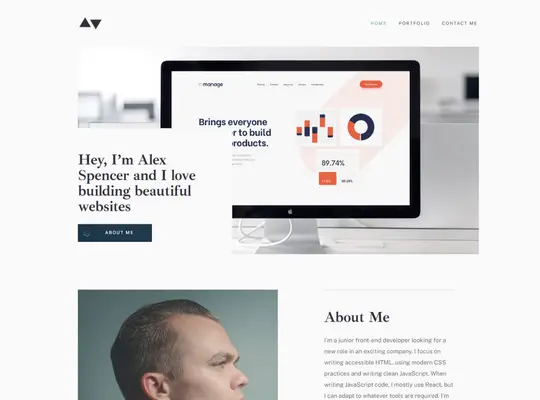 HOME PORTFOLIO CONTACT ME
manage
Brings everyone
er to build
products.
89.74%
Hey, I'm Alex
Spencer and I love
building beautiful
websites
ABOUT ME
About Me
I'm a junior front-end developer looking for a
new role in an exciting company. I focus on
writing accessible HTML, using modern CSS
practices and writing clean JavaScript. When
writing JavaScript code, I mostly use React, but
I can adapt to whatever tools are required. I'm